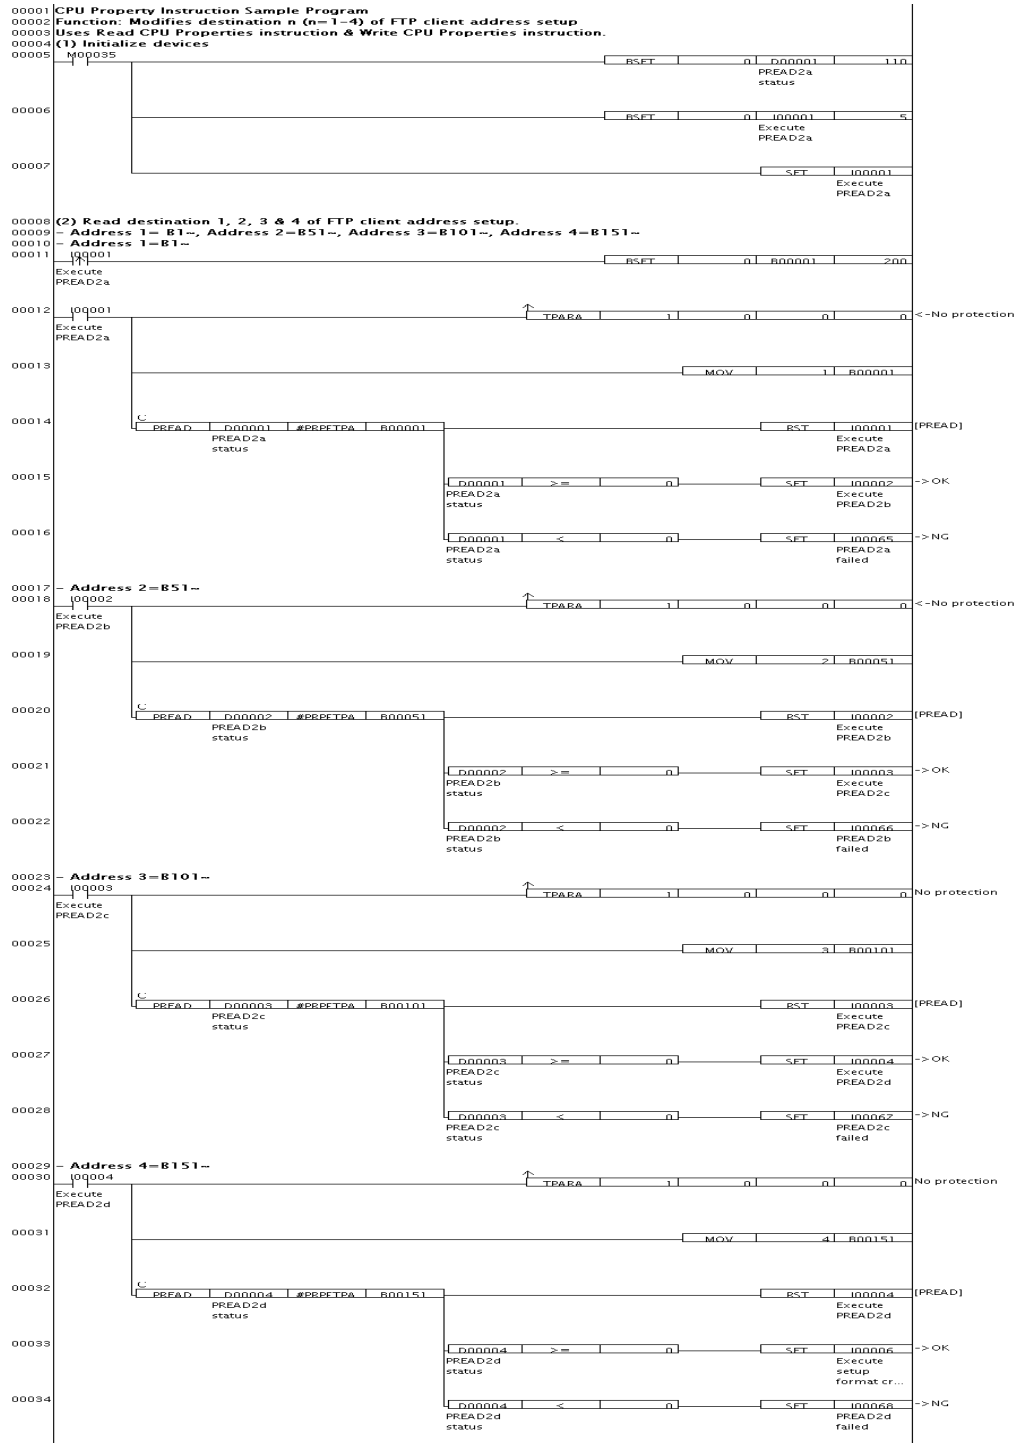 00001 CPU Property Instruction Sample Program
00002 Function: Modifies destination n (n=1-4) of FTP client address setup
00003 Uses Read CPU Properties instruction & Write CPU Properties instruction.
00004 (1) Initialize devices
00005 M00035 BSET 0 D00001 110
PREAD2a
status
00006 BSET 0 I00001 5
Execute
PREAD2a
00007 SET I00001
Execute
PREAD2a
00008 (2) Read destination 1, 2, 3 & 4 of FTP client address setup.
00009 - Address 1= B1~, Address 2=B51~, Address 3=B101~, Address 4=B151~
00010 - Address 1=B1~
00011 I00001 BSET 0 B00001 200
Execute
PREAD2a
00012 I00001 TPARA 1 0 0 0 <-No protection
Execute
PREAD2a
00013 MOV 1 B00001
00014 C PREAD D00001 #PRPFTPA B00001 RST I00001 [PREAD]
PREAD2a Execute
status PREAD2a
00015 D00001 >= 0 SET I00002 ->OK
PREAD2a Execute
status PREAD2b
00016 D00001 < 0 SET I00065 ->NG
PREAD2a PREAD2a
status failed
00017 - Address 2=B51~
00018 I00002 TPARA 1 0 0 0 <-No protection
Execute
PREAD2b
00019 MOV 2 B00051
00020 C PREAD D00002 #PRPFTPA B00051 RST I00002 [PREAD]
PREAD2b Execute
status PREAD2b
00021 D00002 >= 0 SET I00003 ->OK
PREAD2b Execute
status PREAD2c
00022 D00002 < 0 SET I00066 ->NG
PREAD2b PREAD2b
status failed
00023 - Address 3=B101~
00024 I00003 TPARA 1 0 0 0 No protection
Execute
PREAD2c
00025 MOV 3 B00101
00026 C PREAD D00003 #PRPFTPA B00101 RST I00003 [PREAD]
PREAD2c Execute
status PREAD2c
00027 D00003 >= 0 SET I00004 ->OK
PREAD2c Execute
status PREAD2d
00028 D00003 < 0 SET I00067 ->NG
PREAD2c PREAD2c
status failed
00029 - Address 4=B151~
00030 I00004 TPARA 1 0 0 0 No protection
Execute
PREAD2d
00031 MOV 4 B00151
00032 C PREAD D00004 #PRPFTPA B00151 RST I00004 [PREAD]
PREAD2d Execute
status PREAD2d
00033 D00004 >= 0 SET I00006 ->OK
PREAD2d Execute
status setup
format cr...
00034 D00004 < 0 SET I00068 ->NG
PREAD2d PREAD2d
status failed